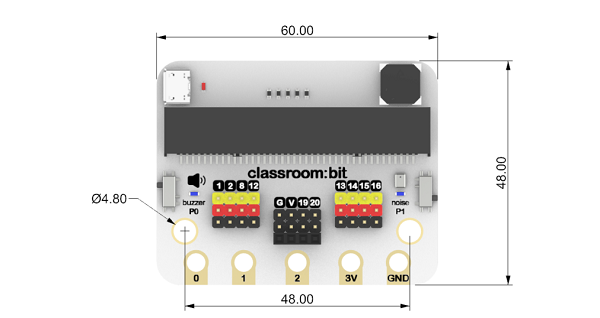 60.00
classroom:bit
1 2 8 12
13 14 15 16
buzzer
P0
noise
P1
G V 19 20
Ø4.80
48.00
0 1 2 3V GND
48.00